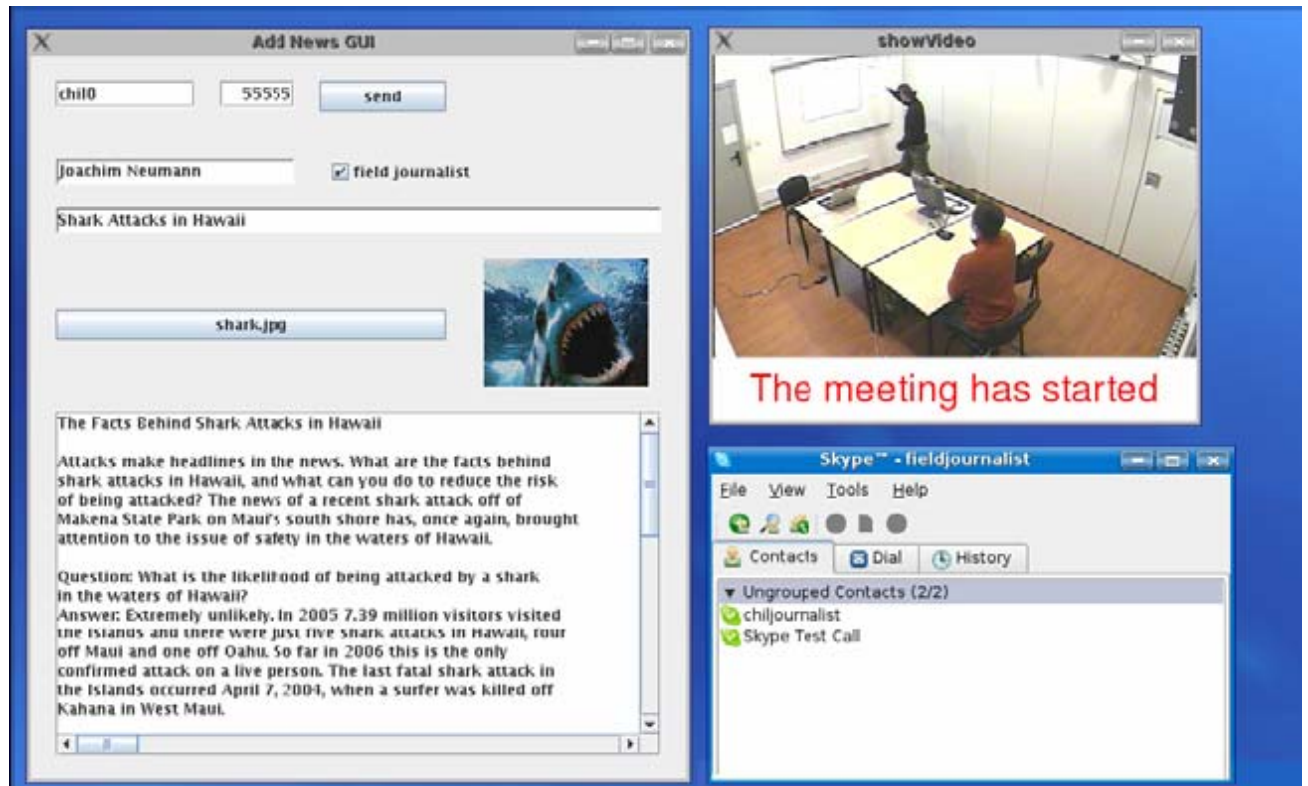 Add News GUI
chil0
55555
send
Joachim Neumann
field journalist
Shark Attacks in Hawaii
shark.jpg
The Facts Behind Shark Attacks in Hawaii
Attacks make headlines in the news. What are the facts behind
shark attacks in Hawaii, and what can you do to reduce the risk
of being attacked? The news of a recent shark attack off of
Makena State Park on Maui's south shore has, once again, brought
attention to the issue of safety in the waters of Hawaii.
Question: What is the likelihood of being attacked by a shark
in the waters of Hawaii?
Answer: Extremely unlikely. In 2005 7.39 million visitors visited
the Islands and there were just five shark attacks in Hawaii, four
off Maui and one off Oahu. So far in 2006 this is the only
confirmed attack on a live person. The last fatal shark attack in
the Islands occurred April 7, 2004, when a surfer was killed off
Kahana in West Maui.
showVideo
The meeting has started
Skype™ - fieldjournalist
File View Tools Help
Contacts Dial History
Ungrouped Contacts (2/2)
chiljournalist
Skype Test Call